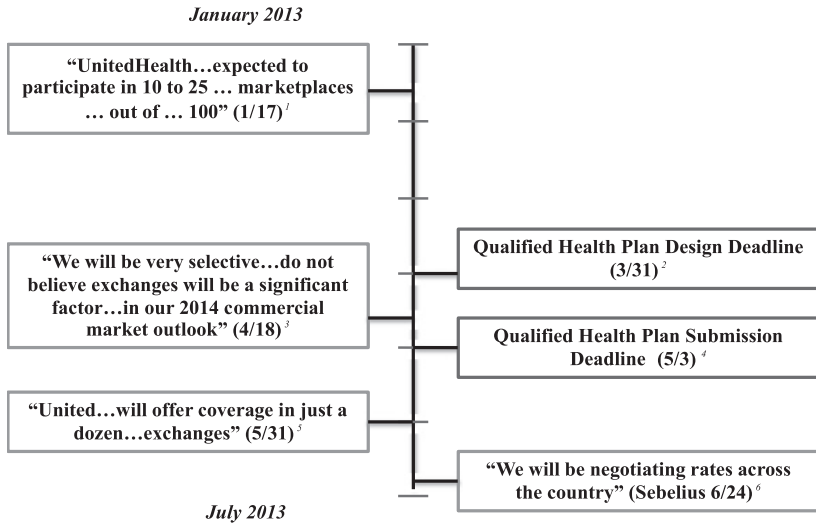 January 2013
“UnitedHealth…expected to
participate in 10 to 25 … marketplaces
… out of … 100” (1/17) 1
Qualified Health Plan Design Deadline
(3/31) 2
“We will be very selective…do not
believe exchanges will be a significant
factor…in our 2014 commercial
market outlook” (4/18) 3
Qualified Health Plan Submission
Deadline (5/3) 4
“United…will offer coverage in just a
dozen…exchanges” (5/31) 5
“We will be negotiating rates across
the country” (Sebelius 6/24) 6
July 2013